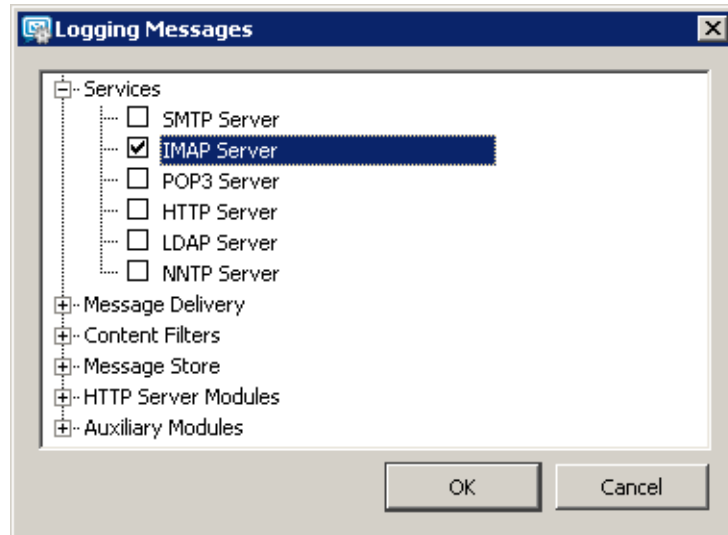 Logging Messages
Services
SMTP Server
IMAP Server
POP3 Server
HTTP Server
LDAP Server
NNTP Server
Message Delivery
Content Filters
Message Store
HTTP Server Modules
Auxiliary Modules
OK Cancel